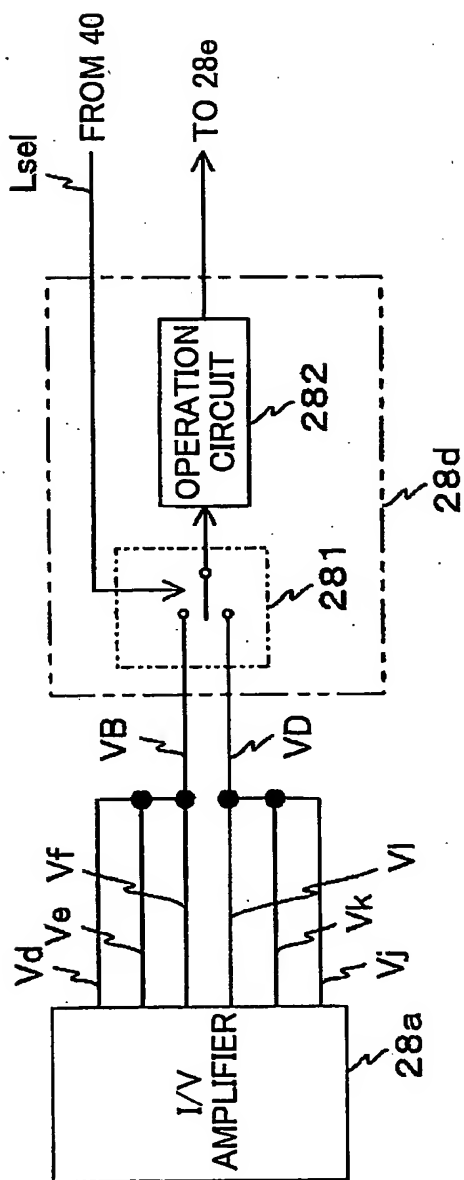 Lsel
FROM 40
TO 28e
OPERATION
CIRCUIT
282
281
28d
VB
VD
Vd
Ve
Vf
Vl
Vk
Vj
I/V
AMPLIFIER
28a